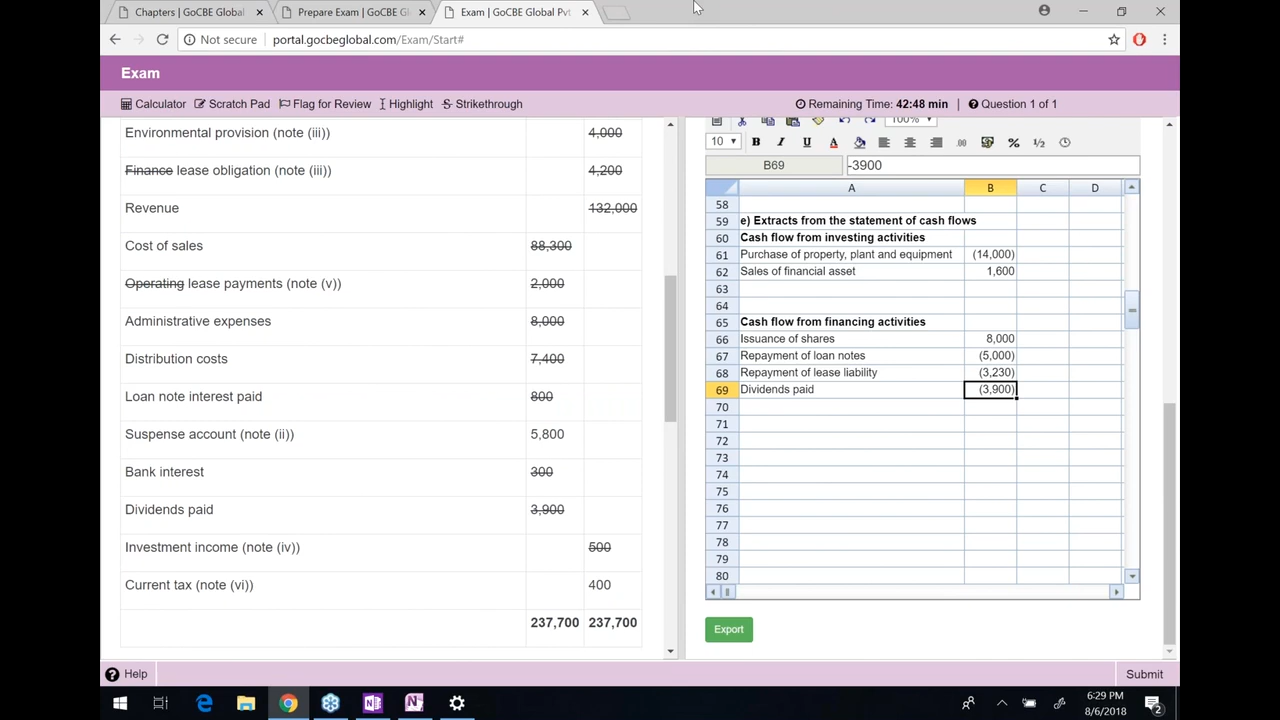 Chapters | GoCBE Global
Prepare Exam | GoCBE Gl
Exam | GoCBE Global Pvt
Not secure | portal.gocbeglobal.com/Exam/Start#
Exam
Calculator Scratch Pad Flag for Review Highlight Strikethrough
Remaining Time: 42:48 min | Question 1 of 1
Environmental provision (note (iii)) 4,000
Finance lease obligation (note (iii)) 4,200
Revenue 132,000
Cost of sales 88,300
Operating lease payments (note (v)) 2,000
Administrative expenses 8,000
Distribution costs 7,400
Loan note interest paid 800
Suspense account (note (ii)) 5,800
Bank interest 300
Dividends paid 3,900
Investment income (note (iv)) 500
Current tax (note (vi)) 400
237,700 237,700
100%
10 B I U A .00 % 1/2
B69 -3900
A B C D
58
59 e) Extracts from the statement of cash flows
60 Cash flow from investing activities
61 Purchase of property, plant and equipment (14,000)
62 Sales of financial asset 1,600
63
64
65 Cash flow from financing activities
66 Issuance of shares 8,000
67 Repayment of loan notes (5,000)
68 Repayment of lease liability (3,230)
69 Dividends paid (3,900)
70
71
72
73
74
75
76
77
78
79
80
Export
Help
Submit
6:29 PM
8/6/2018
2